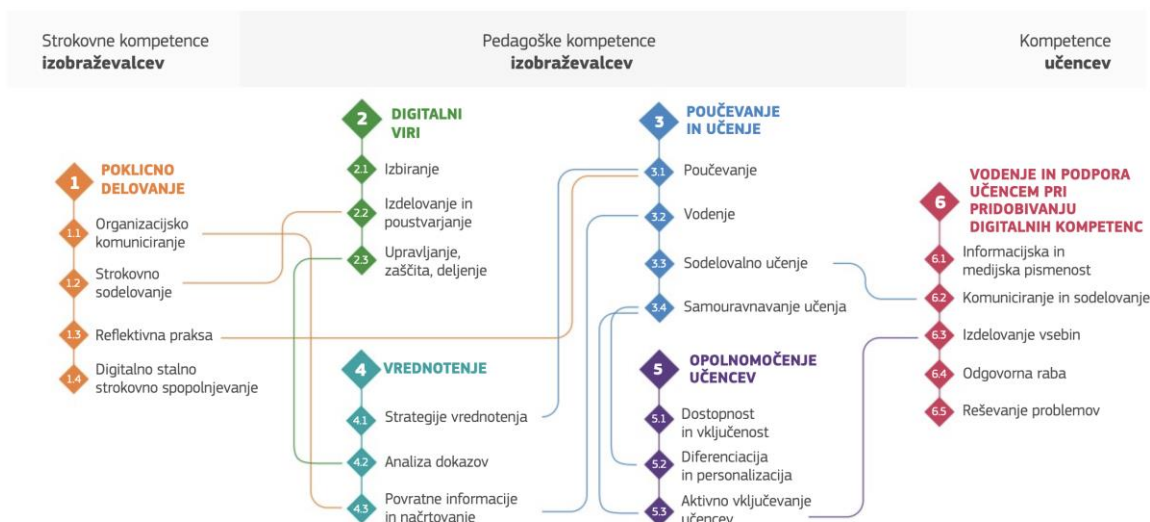 Strokovne kompetence
izobraževalcev
Pedagoške kompetence
izobraževalcev
Kompetence
učencev
1
POKLICNO
DELOVANJE
1.1
Organizacijsko
komuniciranje
1.2
Strokovno
sodelovanje
1.3
Reflektivna praksa
1.4
Digitalno stalno
strokovno spopolnjevanje
2
DIGITALNI
VIRI
2.1
Izbiranje
2.2
Izdelovanje in
poustvarjanje
2.3
Upravljanje,
zaščita, deljenje
4
VREDNOTENJE
4.1
Strategije vrednotenja
4.2
Analiza dokazov
4.3
Povratne informacije
in načrtovanje
3
POUČEVANJE
IN UČENJE
3.1
Poučevanje
3.2
Vodenje
3.3
Sodelovalno učenje
3.4
Samouravnavanje učenja
5
OPOLNOMOČENJE
UČENCEV
5.1
Dostopnost
in vključenost
5.2
Diferenciacija
in personalizacija
5.3
Aktivno vključevanje
učencev
6
VODENJE IN PODPORA
UČENCEM PRI
PRIDOBIVANJU
DIGITALNIH KOMPETENC
6.1
Informacijska in
medijska pismenost
6.2
Komuniciranje in sodelovanje
6.3
Izdelovanje vsebin
6.4
Odgovorna raba
6.5
Reševanje problemov